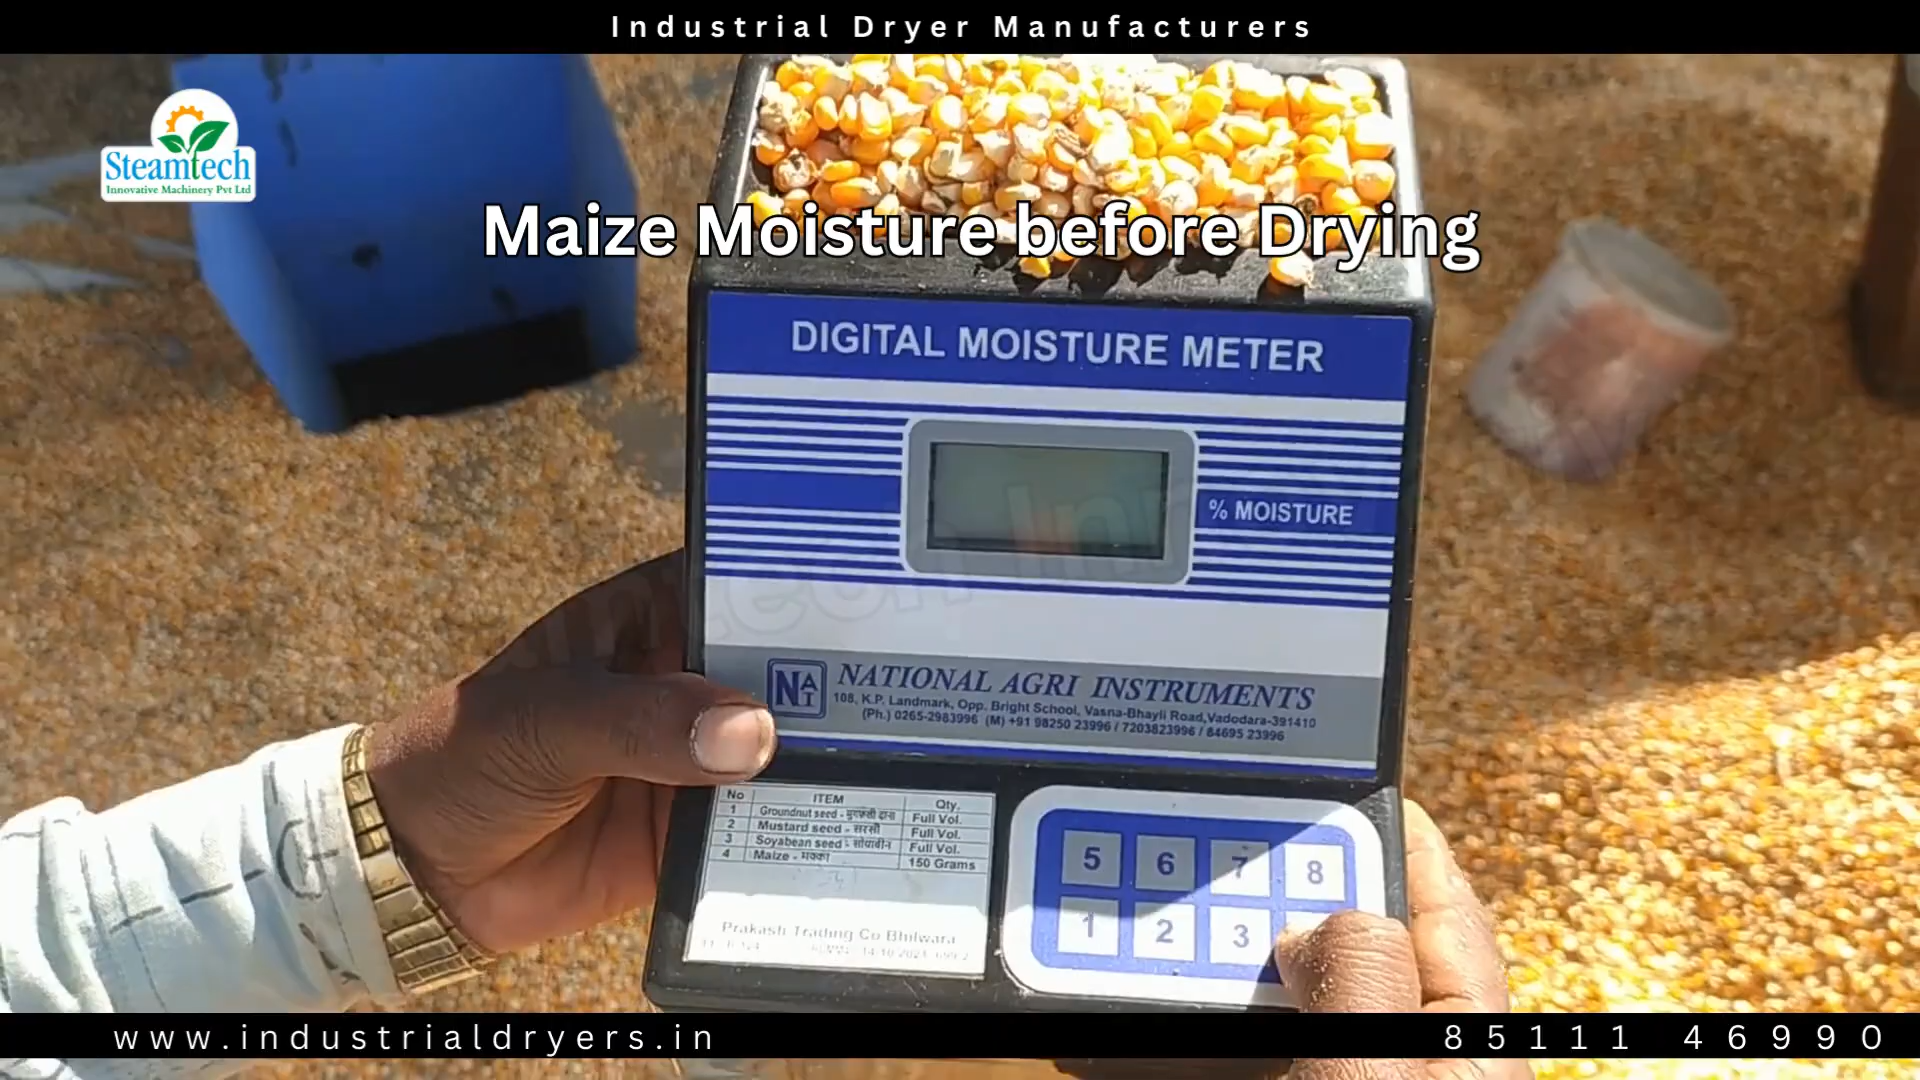 Industrial Dryer Manufacturers
Steamtech
Innovative Machinery Pvt Ltd
Maize Moisture before Drying
DIGITAL MOISTURE METER
% MOISTURE
NATIONAL AGRI INSTRUMENTS
108, K.P. Landmark, Opp. Bright School, Vasna-Bhayli Road, Vadodara-391410
(Ph.) 0265-2983996 (M) +91 98250 23996 / 7203823996 / 84695 23996
No ITEM Qty.
1 Groundnut seed - मुगफली दाना Full Vol.
2 Mustard seed - सरसों Full Vol.
3 Soyabean seed - सोयाबीन Full Vol.
4 Maize - मक्का 150 Grams
Prakash Trading Co Bhilwara
5 6 7 8
1 2 3
www.industrialdryers.in
85111 46990